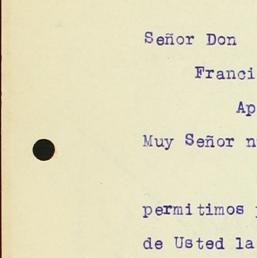 Señor Don
Franci
Ap
Muy Señor n
permitimos
de Usted la